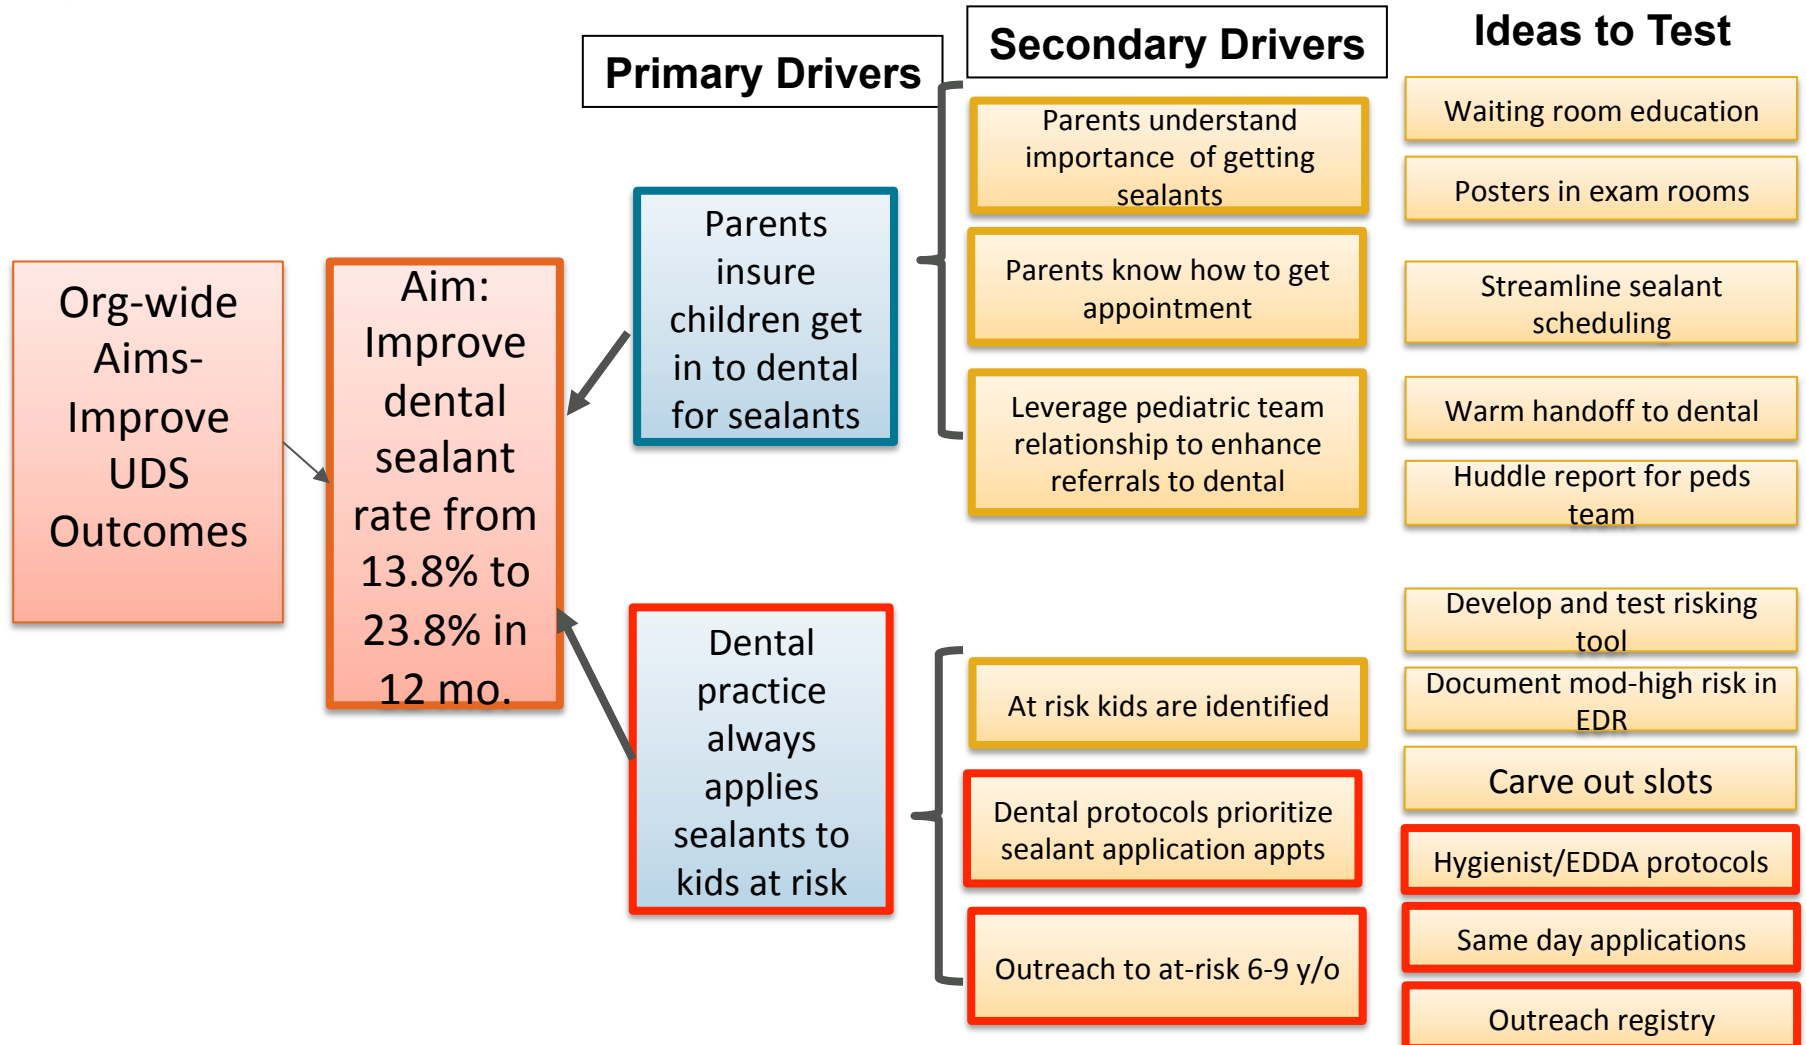 Primary Drivers
Secondary Drivers
Ideas to Test
Org-wide
Aims-
Improve
UDS
Outcomes
Aim:
Improve
dental
sealant
rate from
13.8% to
23.8% in
12 mo.
Parents
insure
children get
in to dental
for sealants
Dental
practice
always
applies
sealants to
kids at risk
Parents understand
importance of getting
sealants
Parents know how to get
appointment
Leverage pediatric team
relationship to enhance
referrals to dental
At risk kids are identified
Dental protocols prioritize
sealant application appts
Outreach to at-risk 6-9 y/o
Waiting room education
Posters in exam rooms
Streamline sealant
scheduling
Warm handoff to dental
Huddle report for peds
team
Develop and test risking
tool
Document mod-high risk in
EDR
Carve out slots
Hygienist/EDDA protocols
Same day applications
Outreach registry